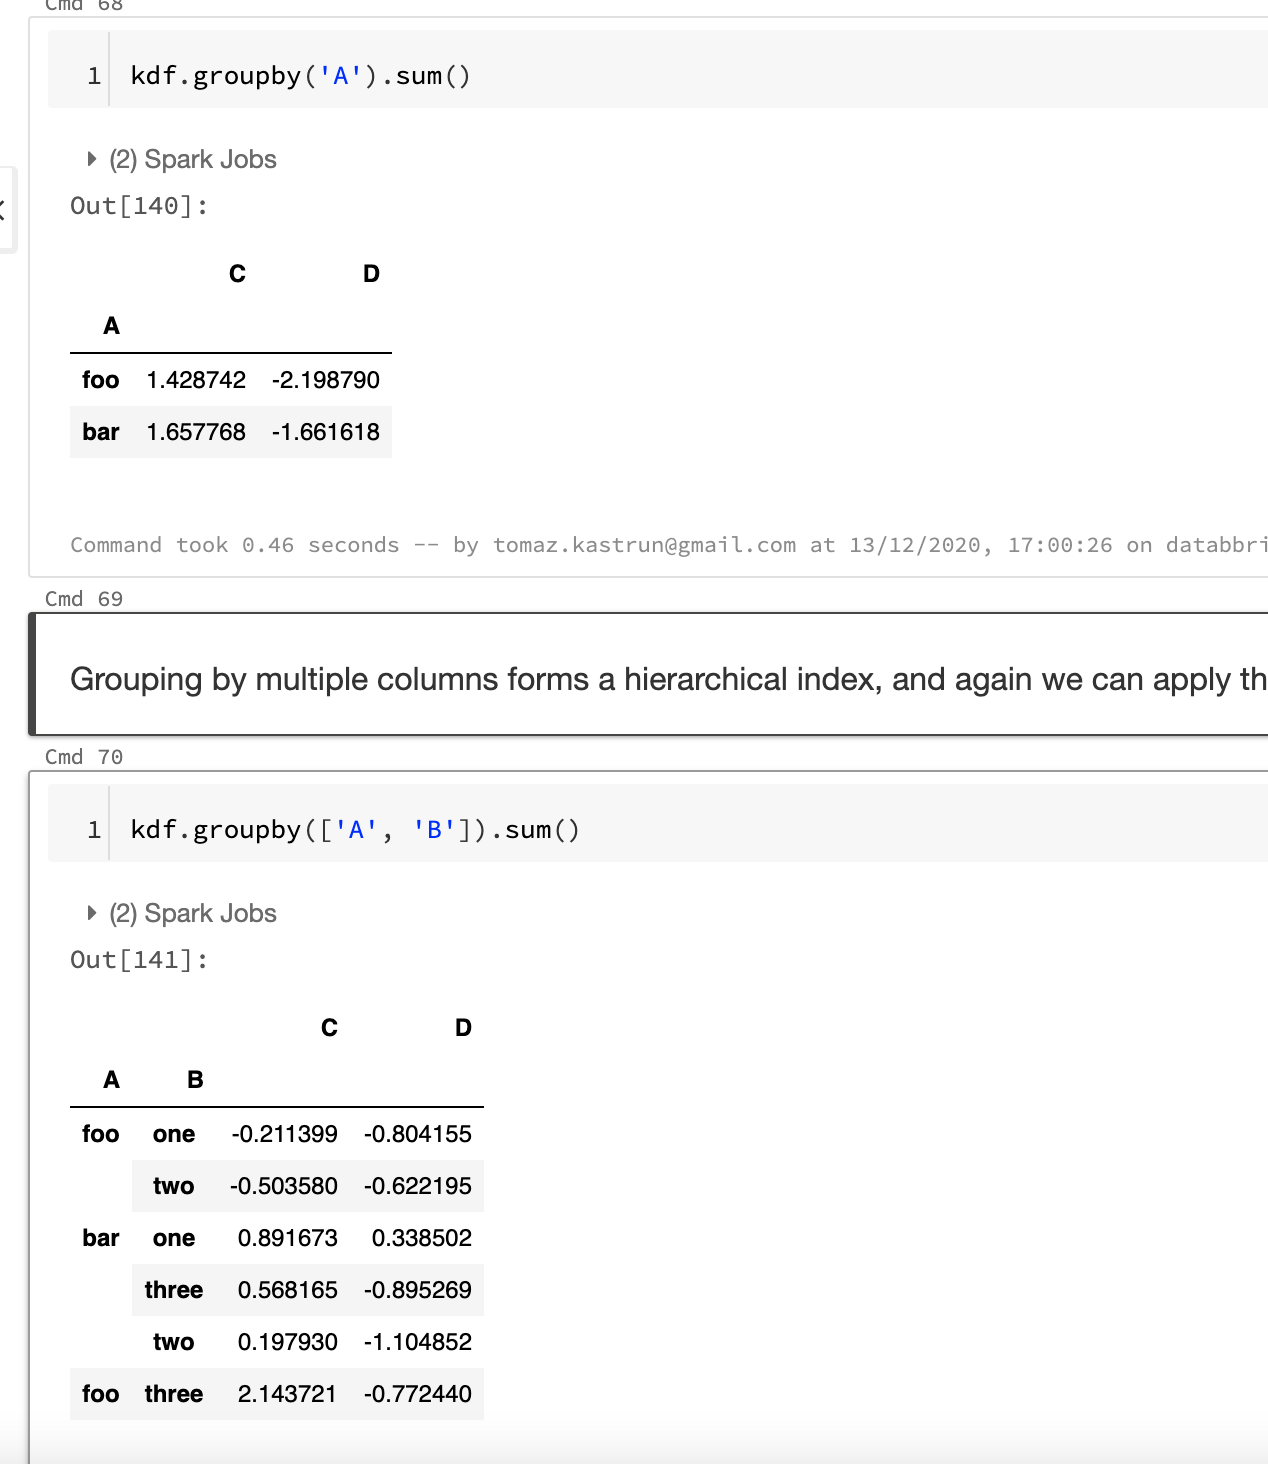 Cmd 68
1 kdf.groupby('A').sum()
(2) Spark Jobs
Out[140]:
C D
A
foo 1.428742 -2.198790
bar 1.657768 -1.661618
Command took 0.46 seconds -- by tomaz.kastrun@gmail.com at 13/12/2020, 17:00:26 on databbri
Cmd 69
Grouping by multiple columns forms a hierarchical index, and again we can apply th
Cmd 70
1 kdf.groupby(['A', 'B']).sum()
(2) Spark Jobs
Out[141]:
C D
A B
foo one -0.211399 -0.804155
two -0.503580 -0.622195
bar one 0.891673 0.338502
three 0.568165 -0.895269
two 0.197930 -1.104852
foo three 2.143721 -0.772440